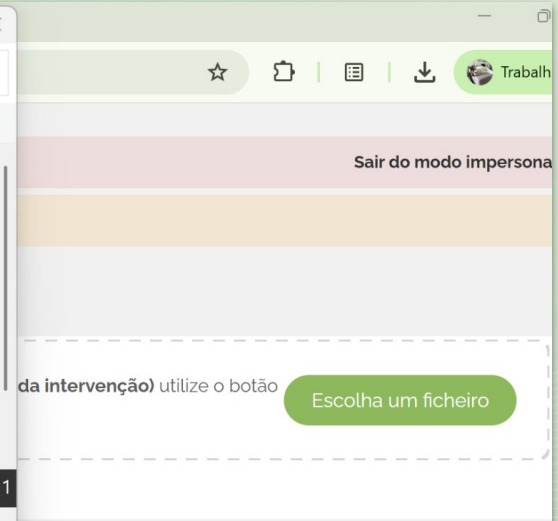 Trabalh
Sair do modo impersona
da intervenção) utilize o botão
Escolha um ficheiro
1